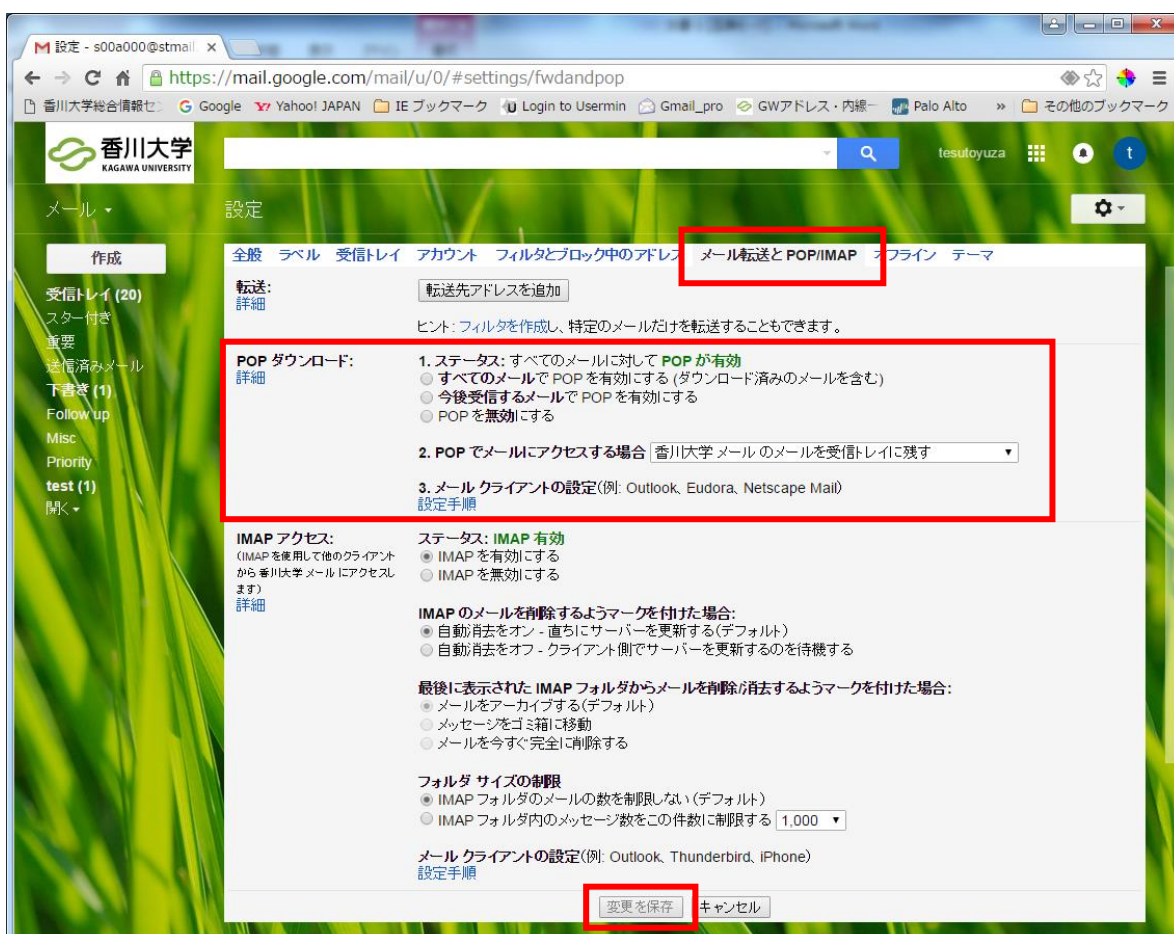 設定 - s00a000@stmail.
https://mail.google.com/mail/u/0/#settings/fwdandpop
香川大学総合情報セ Google Yahoo! JAPAN IE ブックマーク Login to Usermin Gmail_pro GWアドレス・内線一 Palo Alto » その他のブックマーク
香川大学
KAGAWA UNIVERSITY
tesutoyuza
t
メール
設定
作成
全般 ラベル 受信トレイ アカウント フィルタとブロック中のアドレス メール転送と POP/IMAP オフライン テーマ
受信トレイ (20)
スター付き
重要
送信済みメール
下書き (1)
Follow up
Misc
Priority
test (1)
開く
転送:
詳細
転送先アドレスを追加
ヒント: フィルタを作成し、特定のメールだけを転送することもできます。
POP ダウンロード:
詳細
1. ステータス: すべてのメールに対して POP が有効
すべてのメールで POP を有効にする (ダウンロード済みのメールを含む)
今後受信するメールで POP を有効にする
POP を無効にする
2. POP でメールにアクセスする場合 香川大学 メール のメールを受信トレイに残す
3. メール クライアントの設定(例: Outlook、Eudora、Netscape Mail)
設定手順
IMAP アクセス:
(IMAP を使用して他のクライアント
から 香川大学 メール にアクセスし
ます)
詳細
ステータス: IMAP 有効
IMAP を有効にする
IMAP を無効にする
IMAP のメールを削除するようマークを付けた場合:
自動消去をオン - 直ちにサーバーを更新する(デフォルト)
自動消去をオフ - クライアント側でサーバーを更新するのを待機する
最後に表示された IMAP フォルダからメールを削除/消去するようマークを付けた場合:
メールをアーカイブする(デフォルト)
メッセージをゴミ箱に移動
メールを今すぐ完全に削除する
フォルダ サイズの制限
IMAP フォルダのメールの数を制限しない (デフォルト)
IMAP フォルダ内のメッセージ数をこの件数に制限する 1,000
メール クライアントの設定(例: Outlook、Thunderbird、iPhone)
設定手順
変更を保存 キャンセル